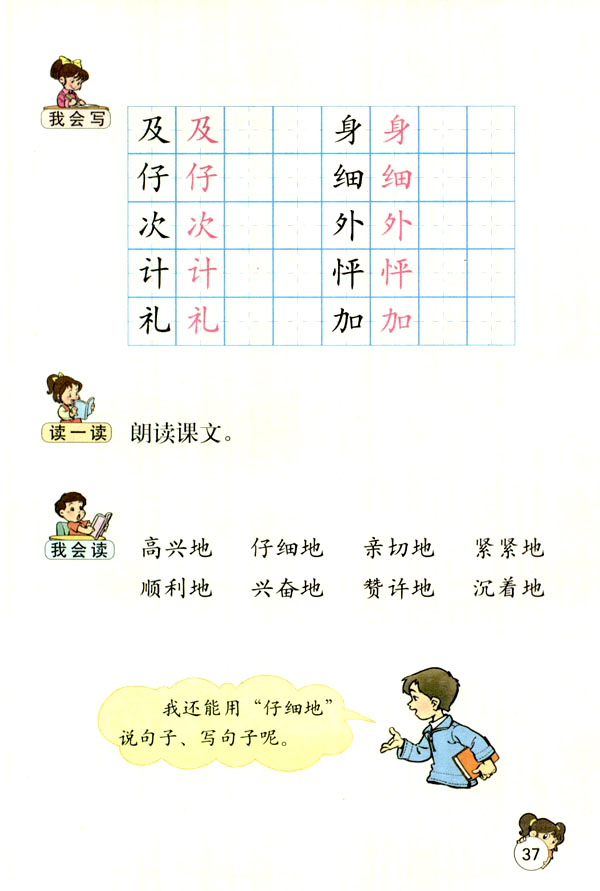 我会写
及 及 身 身
仔 仔 细 细
次 次 外 外
计 计 怦 怦
礼 礼 加 加
读一读 朗读课文。
我会读
高兴地 仔细地 亲切地 紧紧地
顺利地 兴奋地 赞许地 沉着地
我还能用“仔细地”
说句子、写句子呢。
37